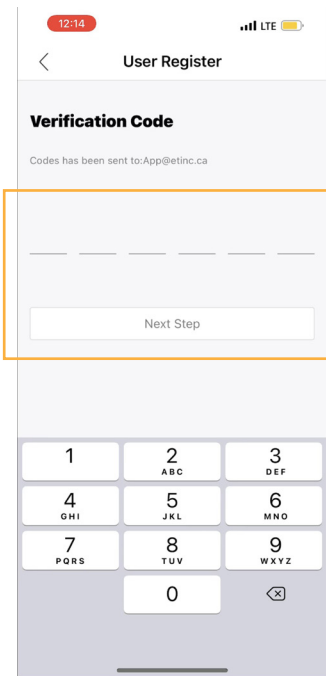 12:14
LTE
User Register
Verification Code
Codes has been sent to:App@etinc.ca
Next Step
1 2 3
ABC DEF
4 5 6
GHI JKL MNO
7 8 9
PQRS TUV WXYZ
0